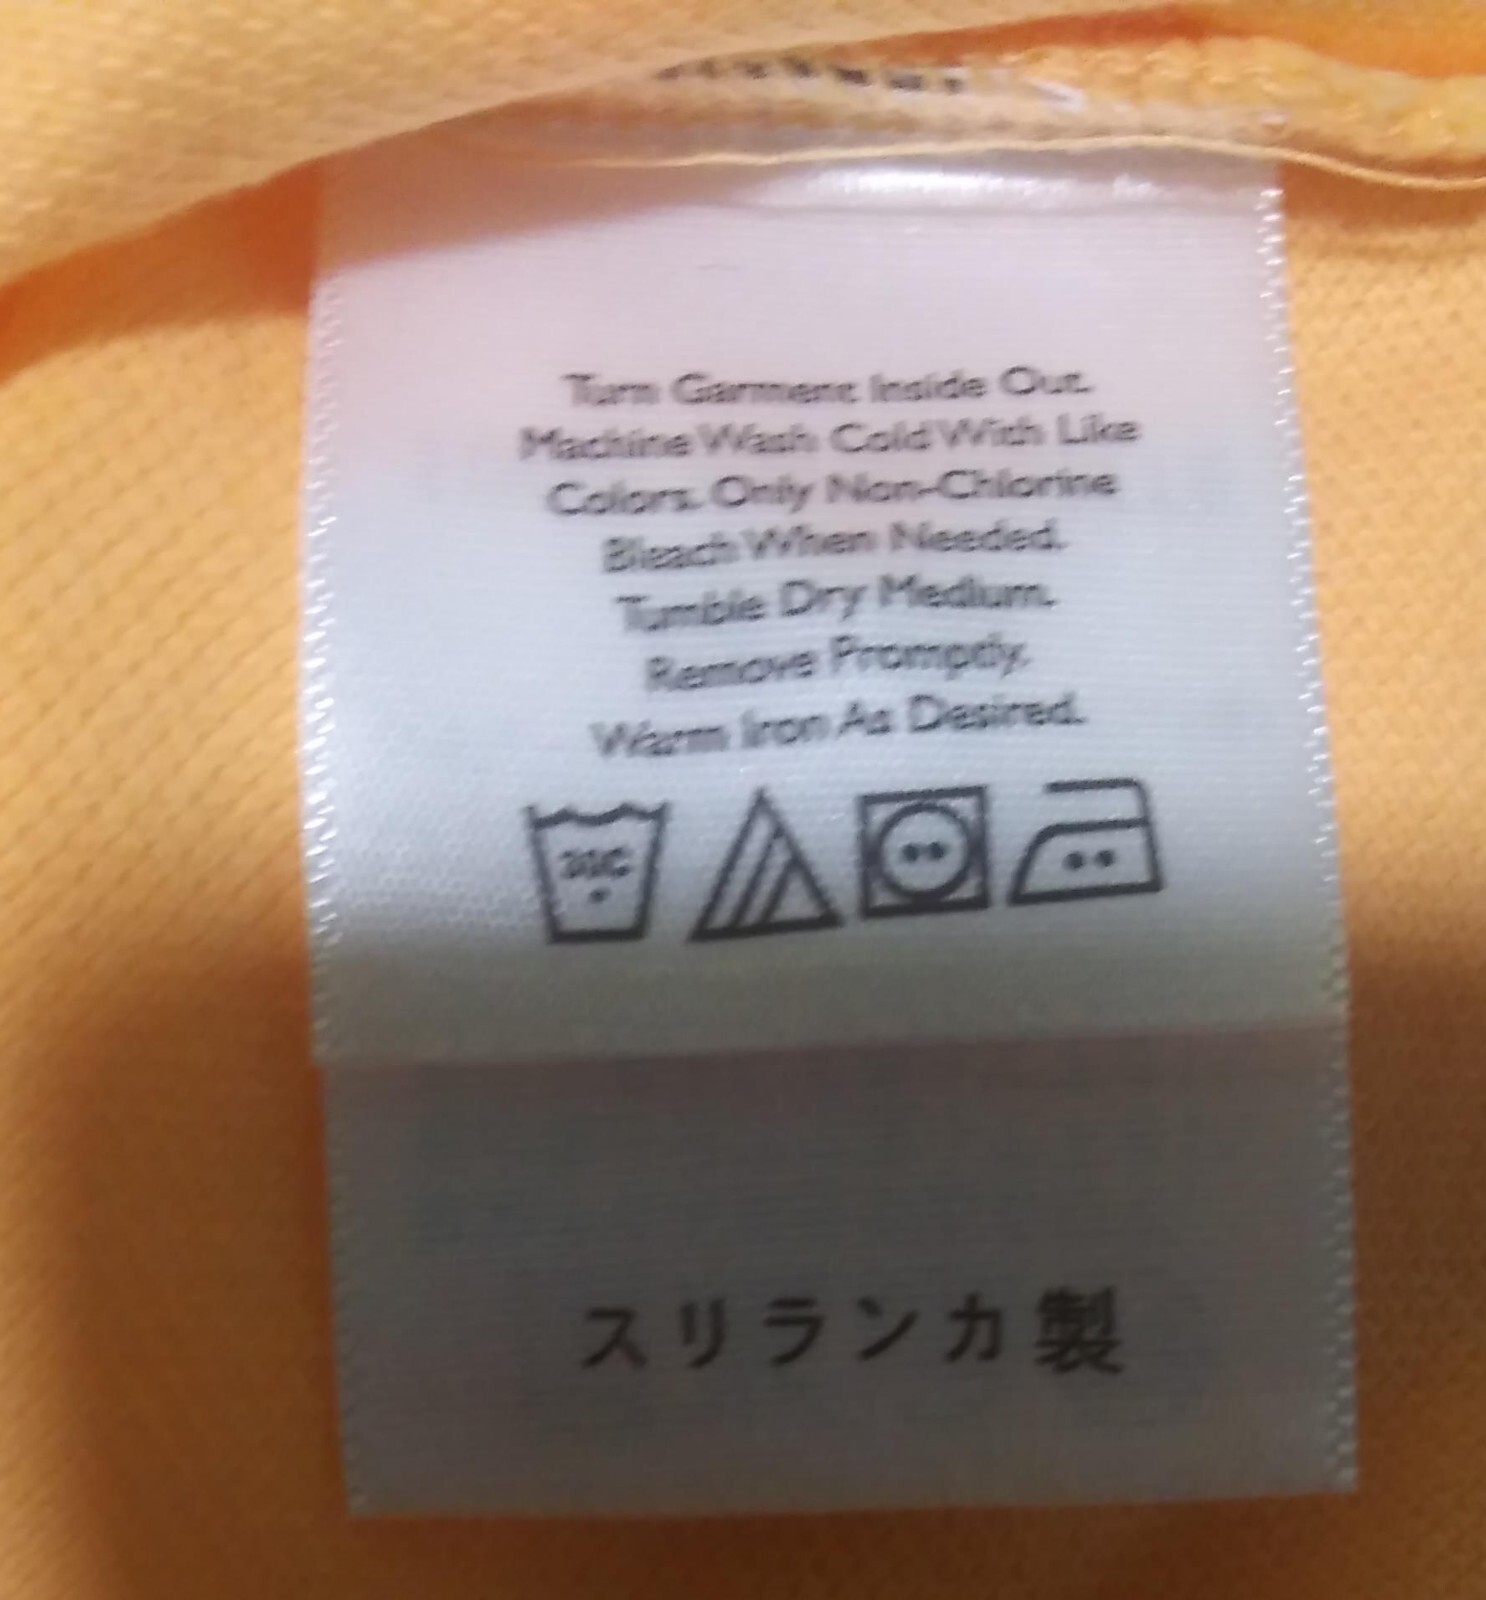 Turn Garment Inside Out.
Machine Wash Cold With Like
Colors. Only Non-Chlorine
Bleach When Needed.
Tumble Dry Medium.
Remove Promptly.
Warm Iron As Desired.
30C
スリランカ製